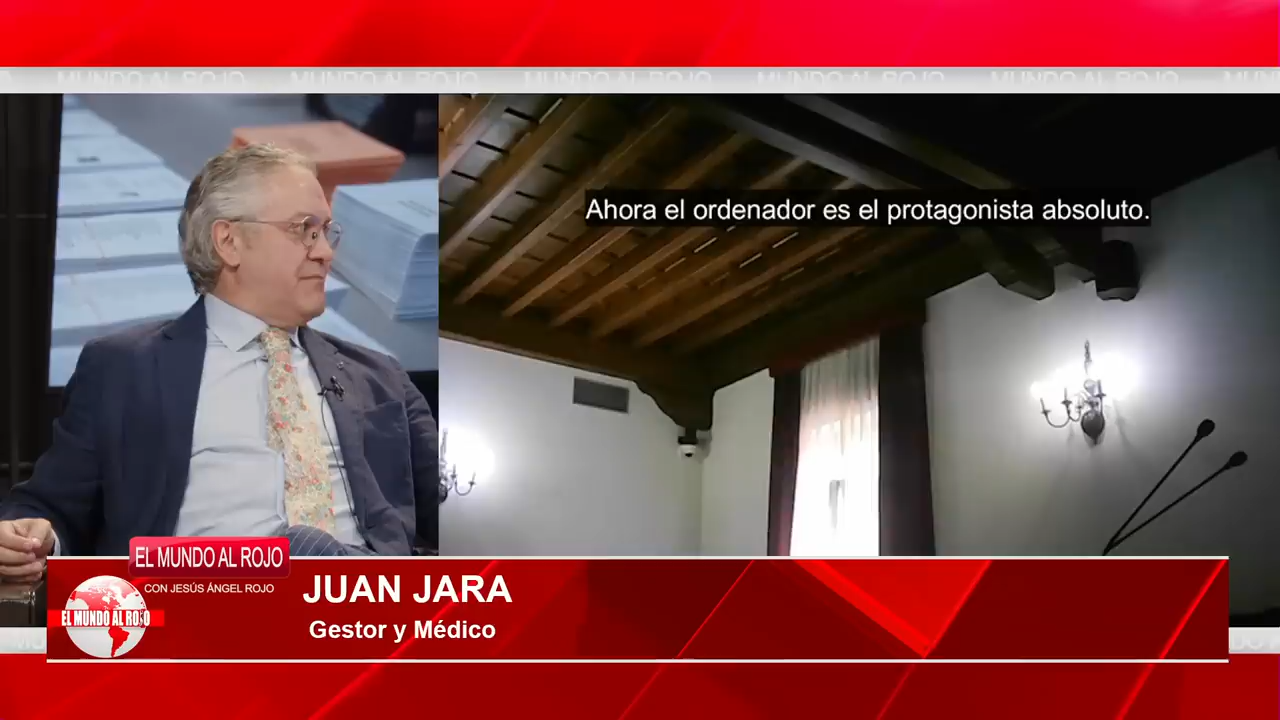 MUNDO AL ROJO MUNDO AL ROJO MUNDO AL ROJO MUNDO AL ROJO MUNDO AL ROJO
Ahora el ordenador es el protagonista absoluto.
EL MUNDO AL ROJO
CON JESÚS ÁNGEL ROJO
EL MUNDO AL ROJO
JUAN JARA
Gestor y Médico